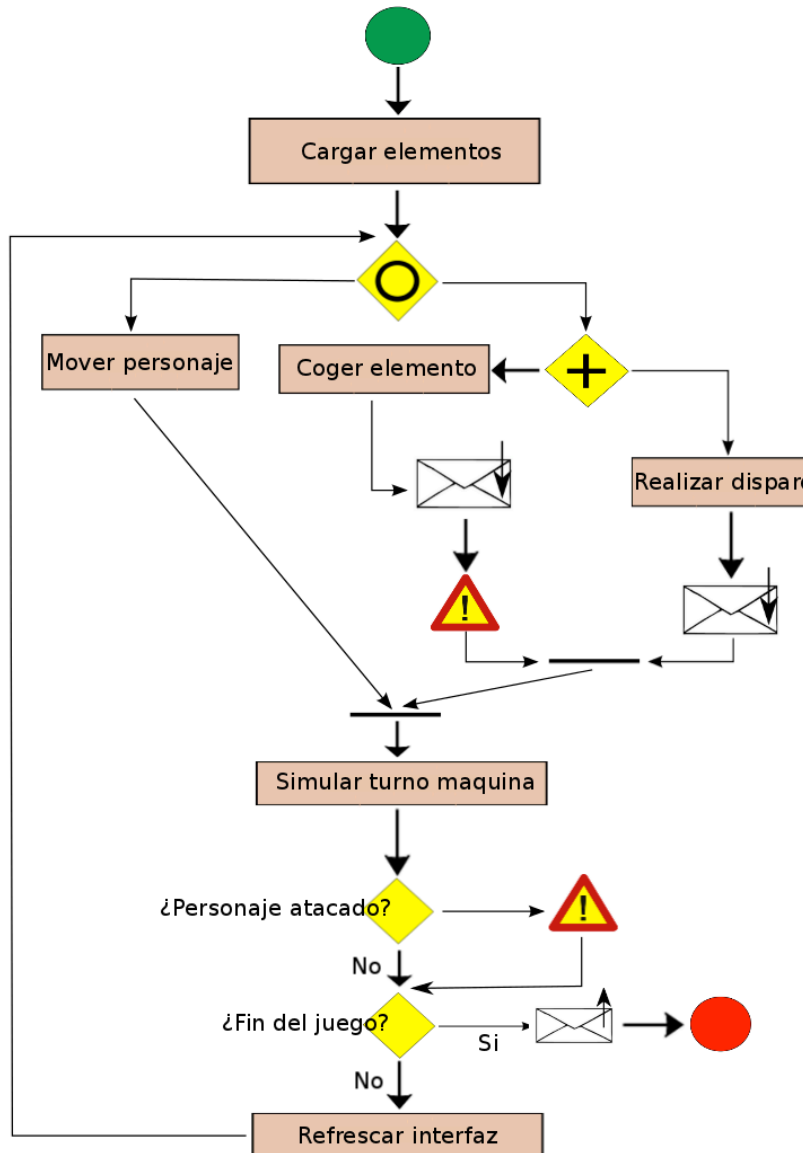 Cargar elementos
Mover personaje
Coger elemento
Realizar disparo
Simular turno maquina
¿Personaje atacado?
No
¿Fin del juego?
Si
No
Refrescar interfaz